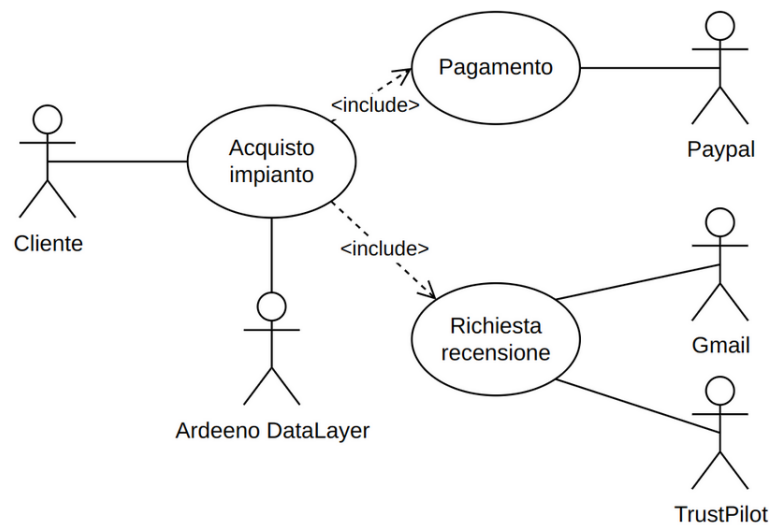 Pagamento
Paypal
<include>
Acquisto
impianto
Cliente
<include>
Richiesta
recensione
Gmail
Ardeeno DataLayer
TrustPilot